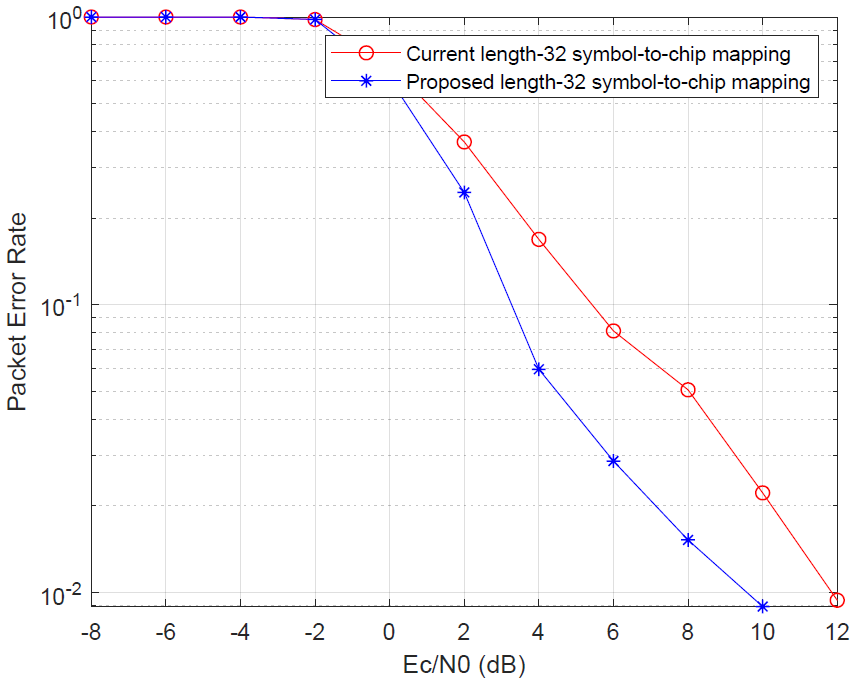 10^0
Current length-32 symbol-to-chip mapping
Proposed length-32 symbol-to-chip mapping
Packet Error Rate
10^-1
10^-2
-8 -6 -4 -2 0 2 4 6 8 10 12
Ec/N0 (dB)